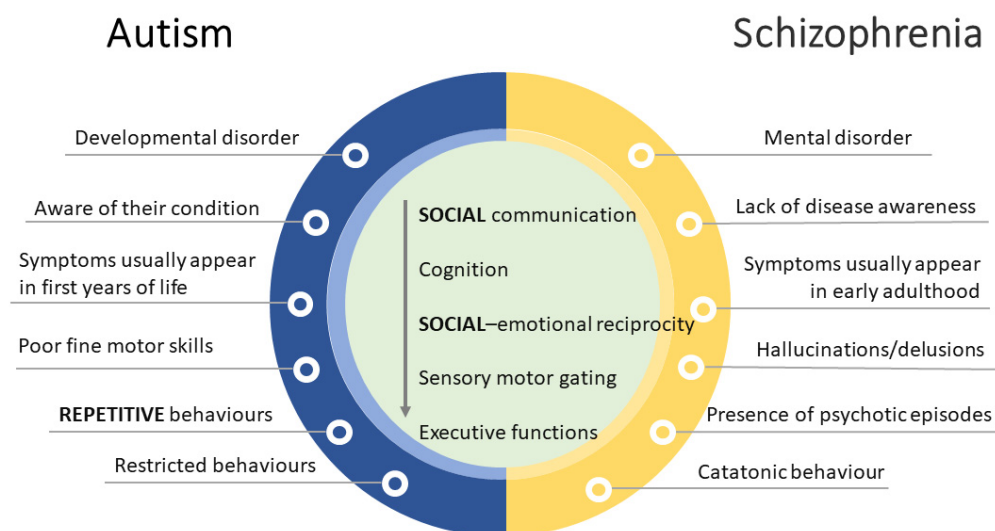 Autism
Schizophrenia
Developmental disorder
Aware of their condition
Symptoms usually appear
in first years of life
Poor fine motor skills
REPETITIVE behaviours
Restricted behaviours
SOCIAL communication
Cognition
SOCIAL–emotional reciprocity
Sensory motor gating
Executive functions
Mental disorder
Lack of disease awareness
Symptoms usually appear
in early adulthood
Hallucinations/delusions
Presence of psychotic episodes
Catatonic behaviour